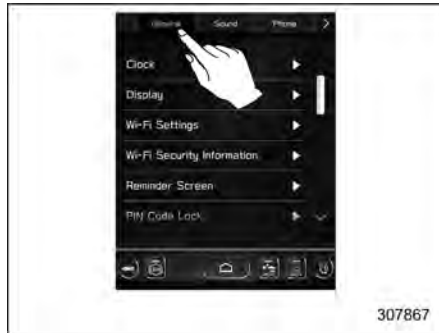 General Sound Phone
Clock
Display
Wi-Fi Settings
Wi-Fi Security Information
Reminder Screen
PIN Code Lock
307867